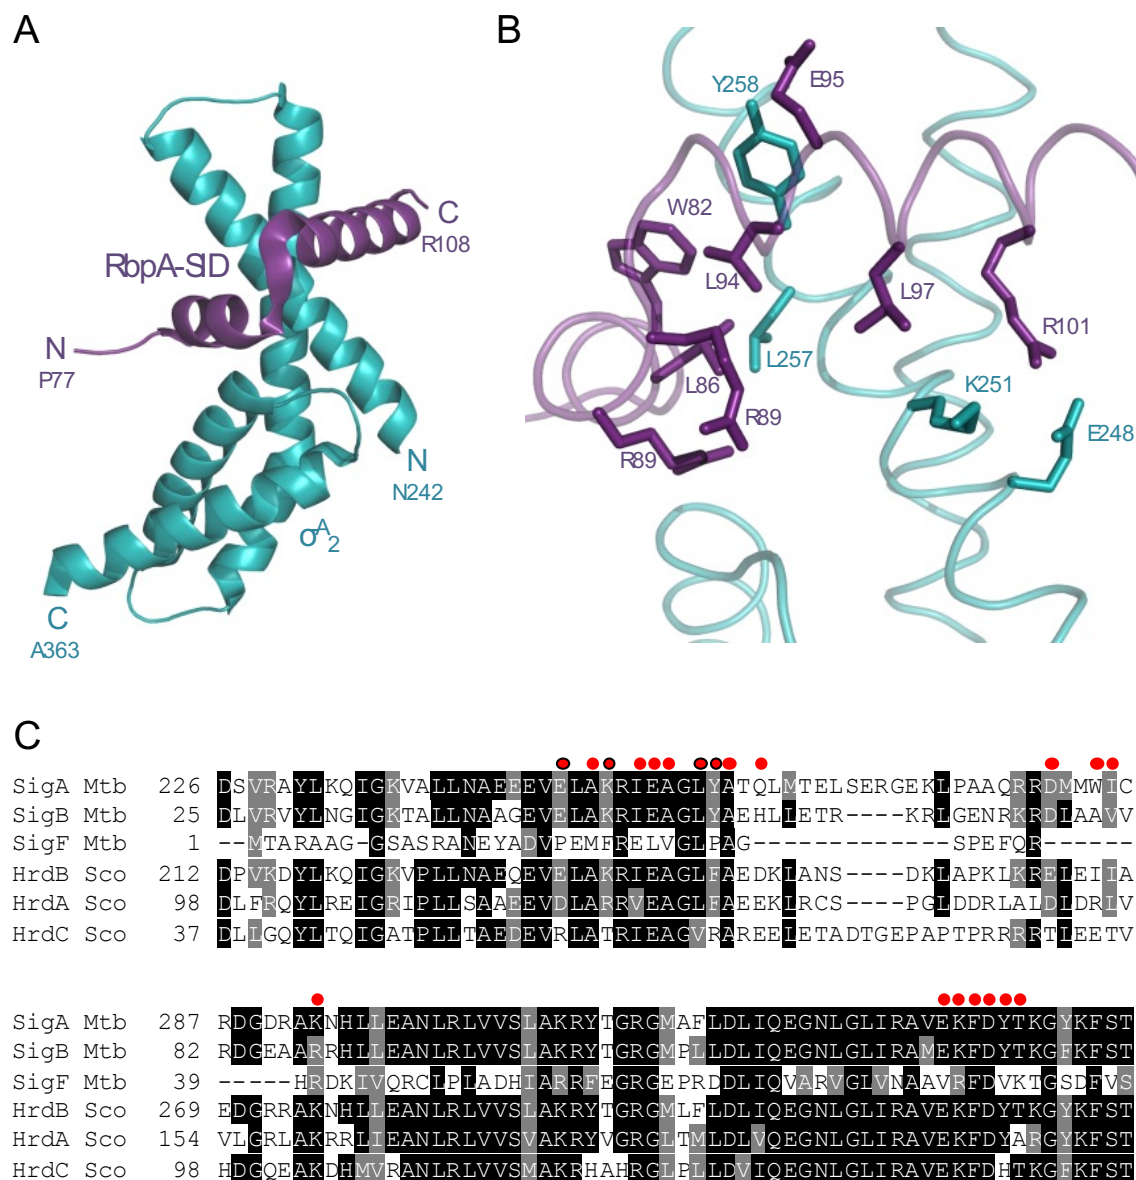 A
B
RbpA-SID
C
R108
N
P77
N
N242
σA2
C
A363
Y258
E95
W82
L94
L97
R101
L257
L86
K251
R89
E248
R89
C
SigA Mtb 226 DSVRAYLKQIGKVALLNAEEEVELAKRIEAGLYATQLMTELSERGEKLPAAQRRDMMWIC
SigB Mtb 25 DLVRVYLNGIGKTALLNAAGEVELAKRIEAGLYAEHLLETR----KRLGENRKRDLAAVV
SigF Mtb 1 --MTARAAG-GSASRANEYADVPEMFRELVGLPAG-------------SPEFQR------
HrdB Sco 212 DPVKDYLKQIGKVPLLNAEQEVELAKRIEAGLFAEDKLANS----DKLAPKLKRELEIIA
HrdA Sco 98 DLFRQYLREIGRIPLLSAAEEVDLARRVEAGLFAEEKLRCS----PGLDDRLALDLDRLV
HrdC Sco 37 DLLGQYLTQIGATPLLTAEDEVRLATRIEAGVRAREELETADTGEPAPTPRRRRTLEETV
SigA Mtb 287 RDGDRAKNHLLEANLRLVVSLAKRYTGRGMAFLDLIQEGNLGLIRAVEKFDYTKGYKFST
SigB Mtb 82 RDGEAARRHLLEANLRLVVSLAKRYTGRGMPLLDLIQEGNLGLIRAMEKFDYTKGFKFST
SigF Mtb 39 -----HRDKIVQRCLPLADHIARRFEGRGEPRDDLIQVARVGLVNAAVRFDVKTGSDFVS
HrdB Sco 269 EDGRRAKNHLLEANLRLVVSLAKRYTGRGMLFLDLIQEGNLGLIRAVEKFDYTKGYKFST
HrdA Sco 154 VLGRLAKRRLIEANLRLVVSVAKRYVGRGLTMLDLVQEGNLGLIRAVEKFDYARGYKFST
HrdC Sco 98 HDGQEAKDHMVRANLRLVVSMAKRHAHRGLPLLDVIQEGNLGLIRAVEKFDHTKGFKFST